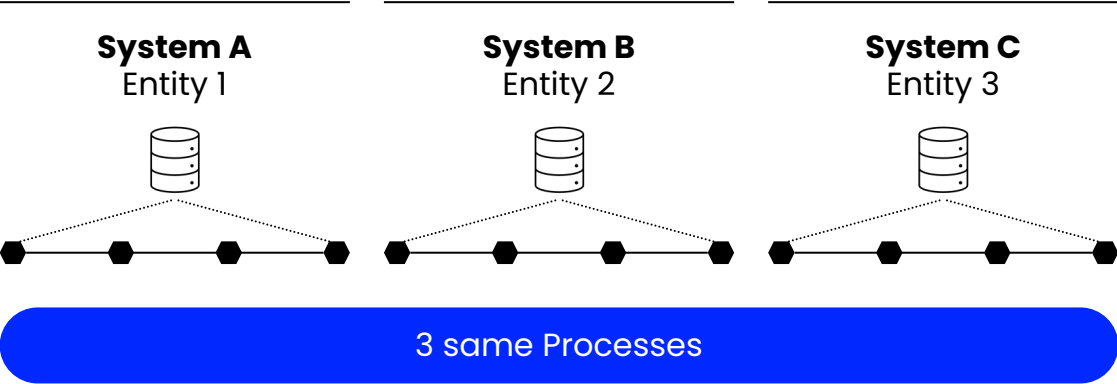 System A
Entity 1
System B
Entity 2
System C
Entity 3
3 same Processes